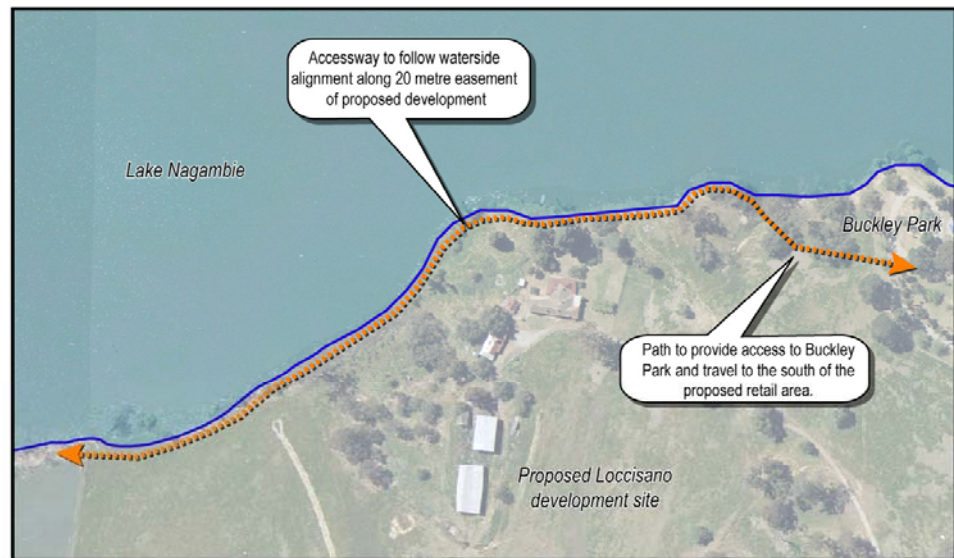 Accessway to follow waterside
alignment along 20 metre easement
of proposed development
Lake Nagambie
Buckley Park
Path to provide access to Buckley
Park and travel to the south of the
proposed retail area.
Proposed Loccisano
development site